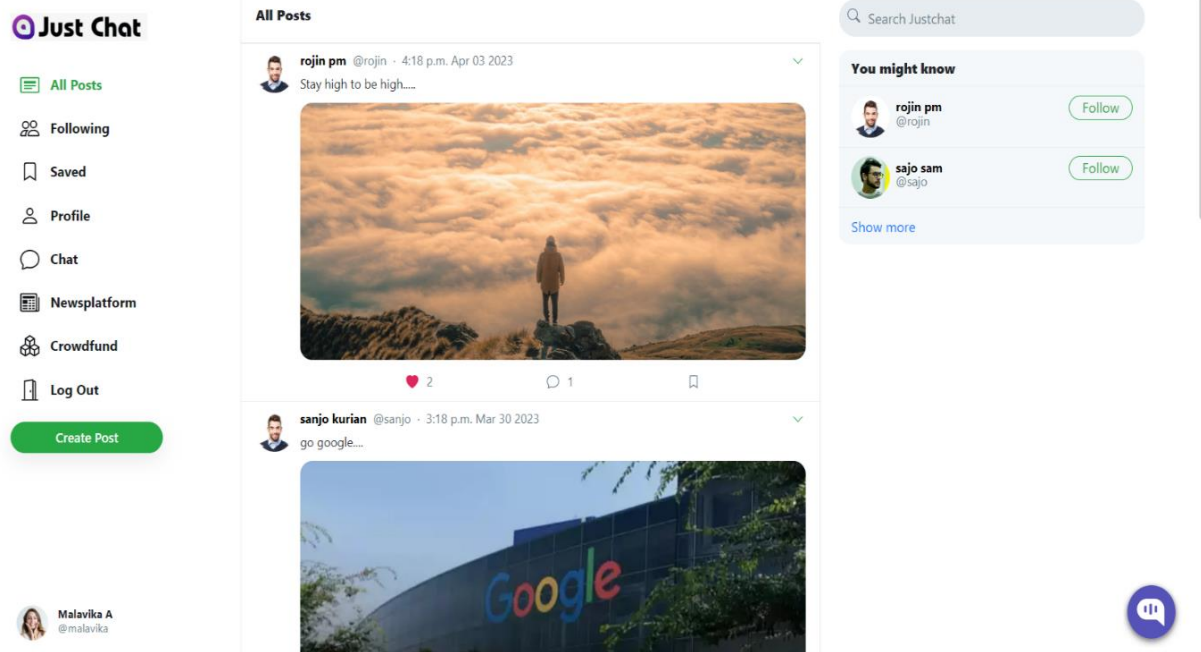 Just Chat
All Posts
Following
Saved
Profile
Chat
Newsplatform
Crowdfund
Log Out
Create Post
Malavika A
@malavika
All Posts
rojin pm @rojin · 4:18 p.m. Apr 03 2023
Stay high to be high.....
2 1
sanjo kurian @sanjo · 3:18 p.m. Mar 30 2023
go google....
Google
Search Justchat
You might know
rojin pm
@rojin
Follow
sajo sam
@sajo
Follow
Show more